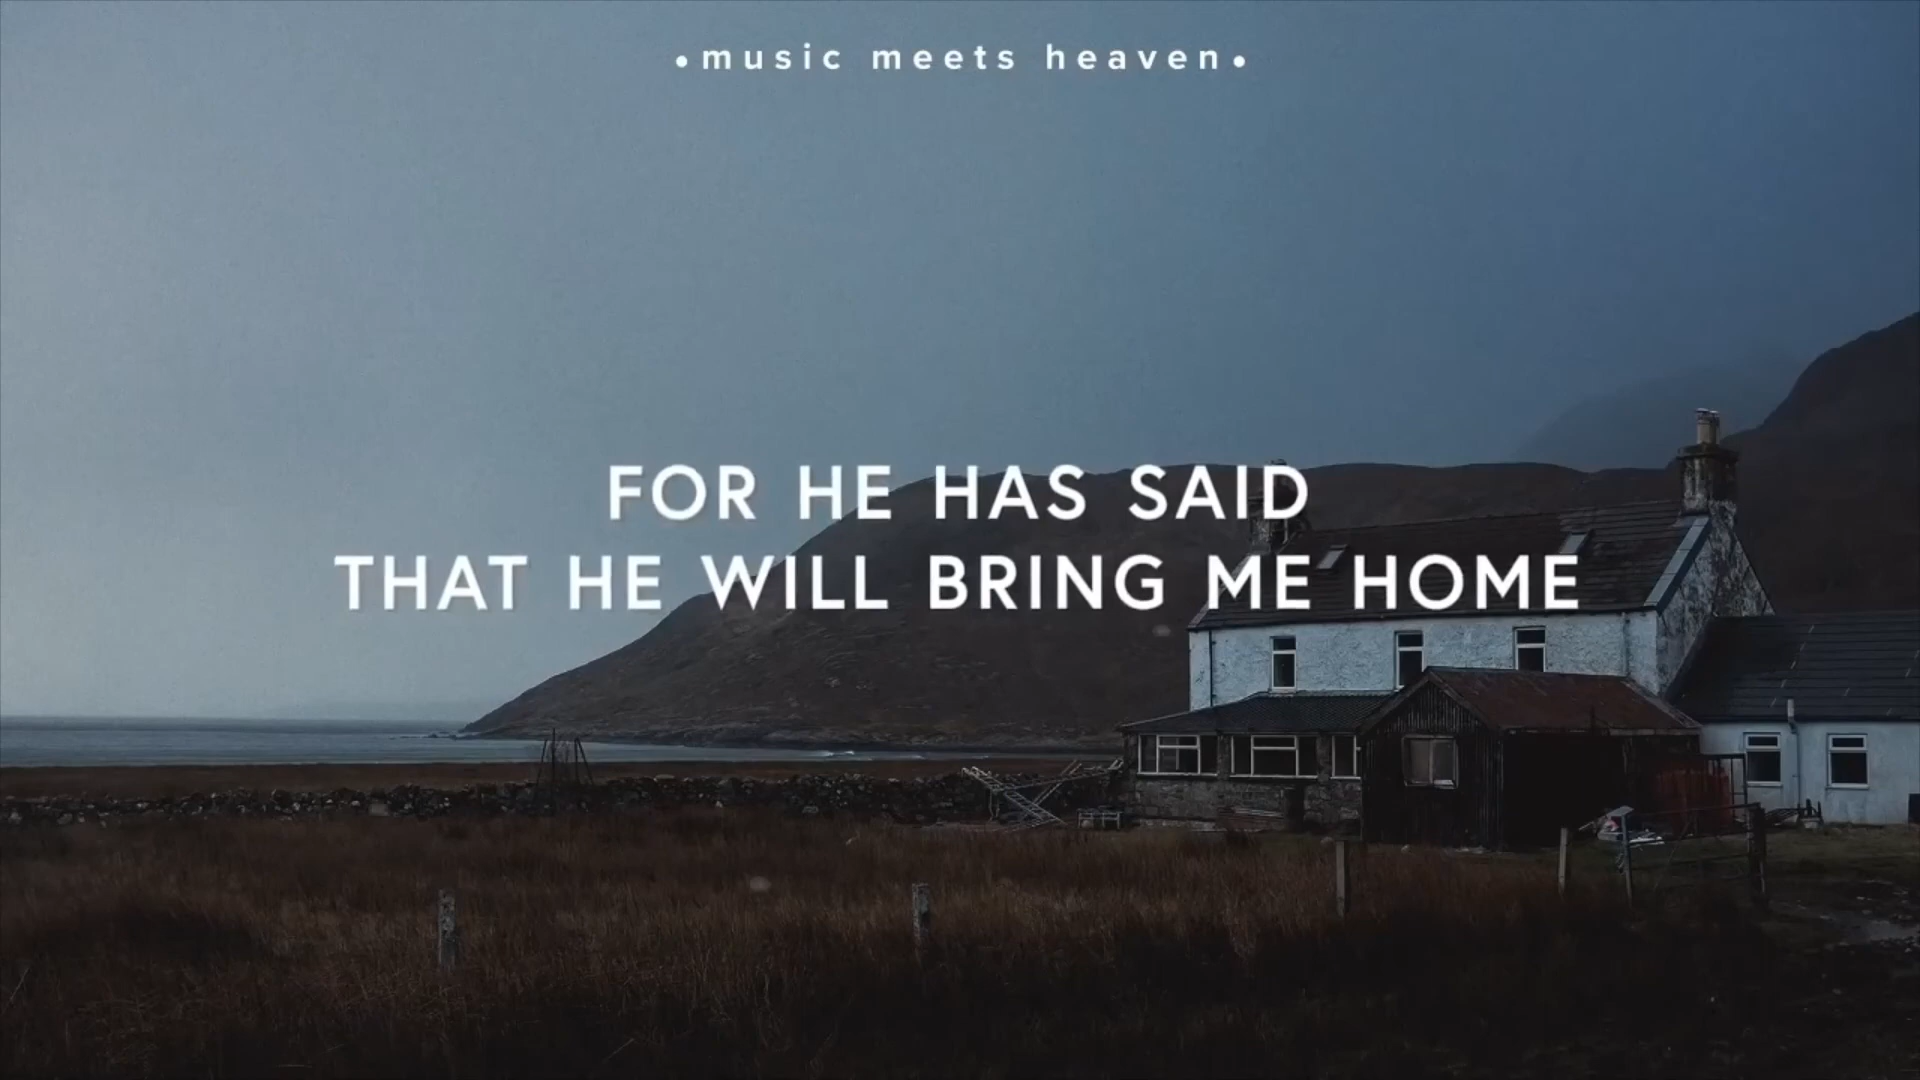 •music meets heaven•
FOR HE HAS SAID
THAT HE WILL BRING ME HOME